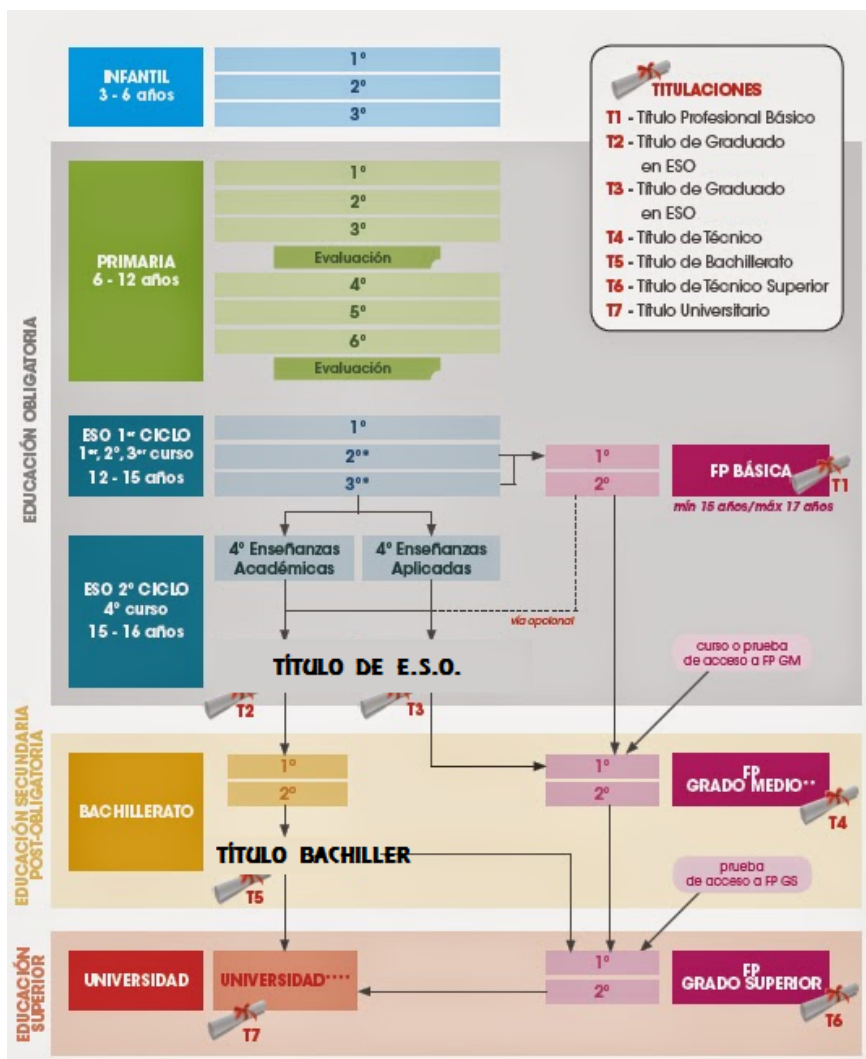 INFANTIL
3 - 6 años
1º
2º
3º
TITULACIONES
T1 - Título Profesional Básico
T2 - Título de Graduado
en ESO
T3 - Título de Graduado
en ESO
T4 - Título de Técnico
T5 - Título de Bachillerato
T6 - Título de Técnico Superior
T7 - Título Universitario
EDUCACIÓN OBLIGATORIA
PRIMARIA
6 - 12 años
1º
2º
3º
Evaluación
4º
5º
6º
Evaluación
ESO 1er CICLO
1er, 2º, 3er curso
12 - 15 años
1º
2º*
3º*
1º
2º
FP BÁSICA
T1
mín 15 años/máx 17 años
ESO 2º CICLO
4º curso
15 - 16 años
4º Enseñanzas
Académicas
4º Enseñanzas
Aplicadas
vía opcional
TÍTULO DE E.S.O.
T2
T3
curso o prueba
de acceso a FP GM
EDUCACIÓN SECUNDARIA
POST-OBLIGATORIA
BACHILLERATO
1º
2º
1º
2º
FP
GRADO MEDIO**
T4
TÍTULO BACHILLER
T5
prueba
de acceso a FP GS
EDUCACIÓN
SUPERIOR
UNIVERSIDAD
UNIVERSIDAD****
T7
1º
2º
FP
GRADO SUPERIOR
T6